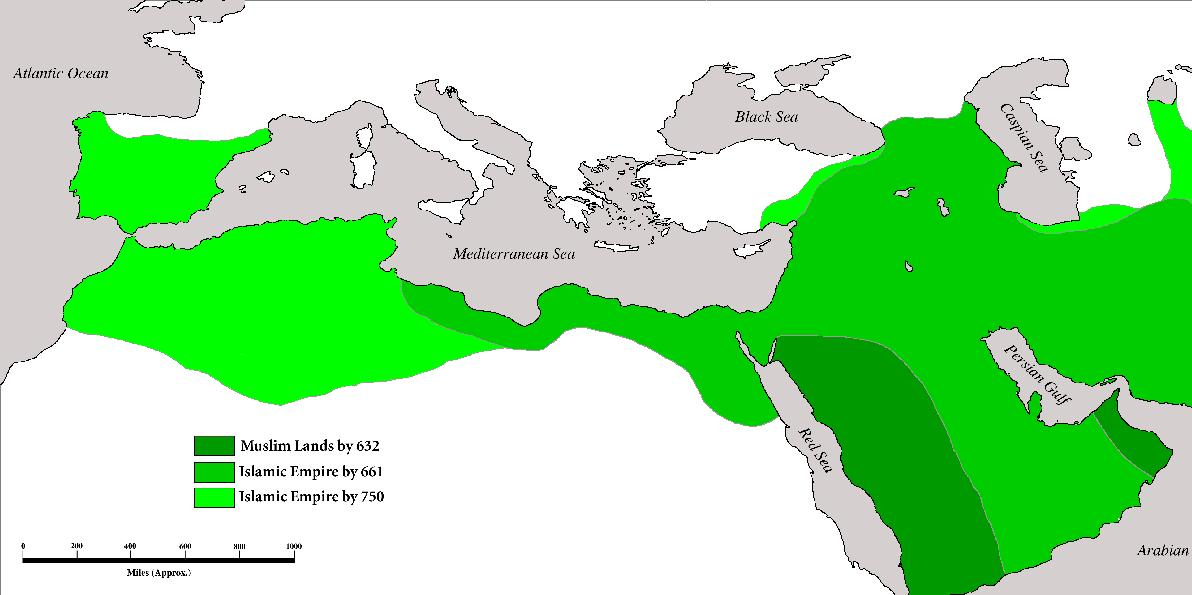 Atlantic Ocean
Black Sea
Caspian Sea
Mediterranean Sea
Persian Gulf
Red Sea
Muslim Lands by 632
Islamic Empire by 661
Islamic Empire by 750
0 200 400 600 800 1000
Miles (Approx.)
Arabian